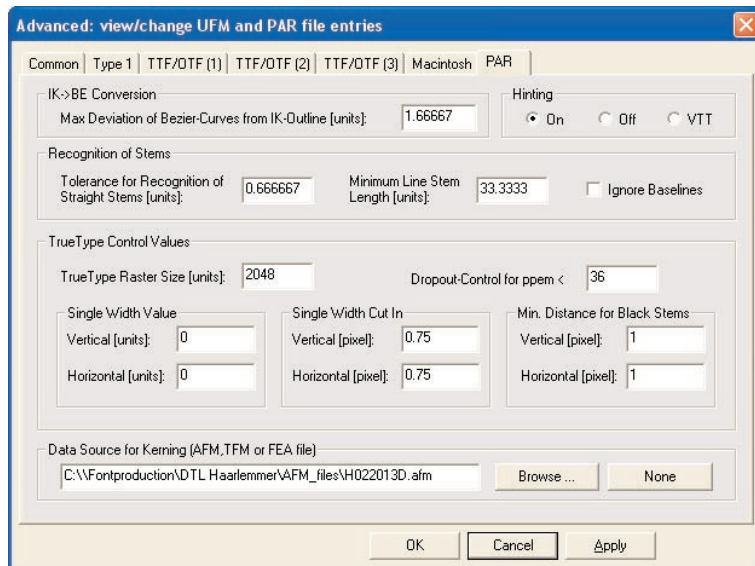 Advanced: view/change UFM and PAR file entries
Common Type 1 TTF/OTF (1) TTF/OTF (2) TTF/OTF (3) Macintosh PAR
IK->BE Conversion
Max Deviation of Bezier-Curves from IK-Outline [units]: 1.66667
Hinting
On Off VTT
Recognition of Stems
Tolerance for Recognition of
Straight Stems [units]: 0.666667
Minimum Line Stem
Length [units]: 33.3333
Ignore Baselines
TrueType Control Values
TrueType Raster Size [units]: 2048
Dropout-Control for ppem < 36
Single Width Value
Vertical [units]: 0
Horizontal [units]: 0
Single Width Cut In
Vertical [pixel]: 0.75
Horizontal [pixel]: 0.75
Min. Distance for Black Stems
Vertical [pixel]: 1
Horizontal [pixel]: 1
Data Source for Kerning (AFM,TFM or FEA file)
C:\\Fontproduction\DTL Haarlemmer\AFM_files\H022013D.afm Browse ... None
OK Cancel Apply